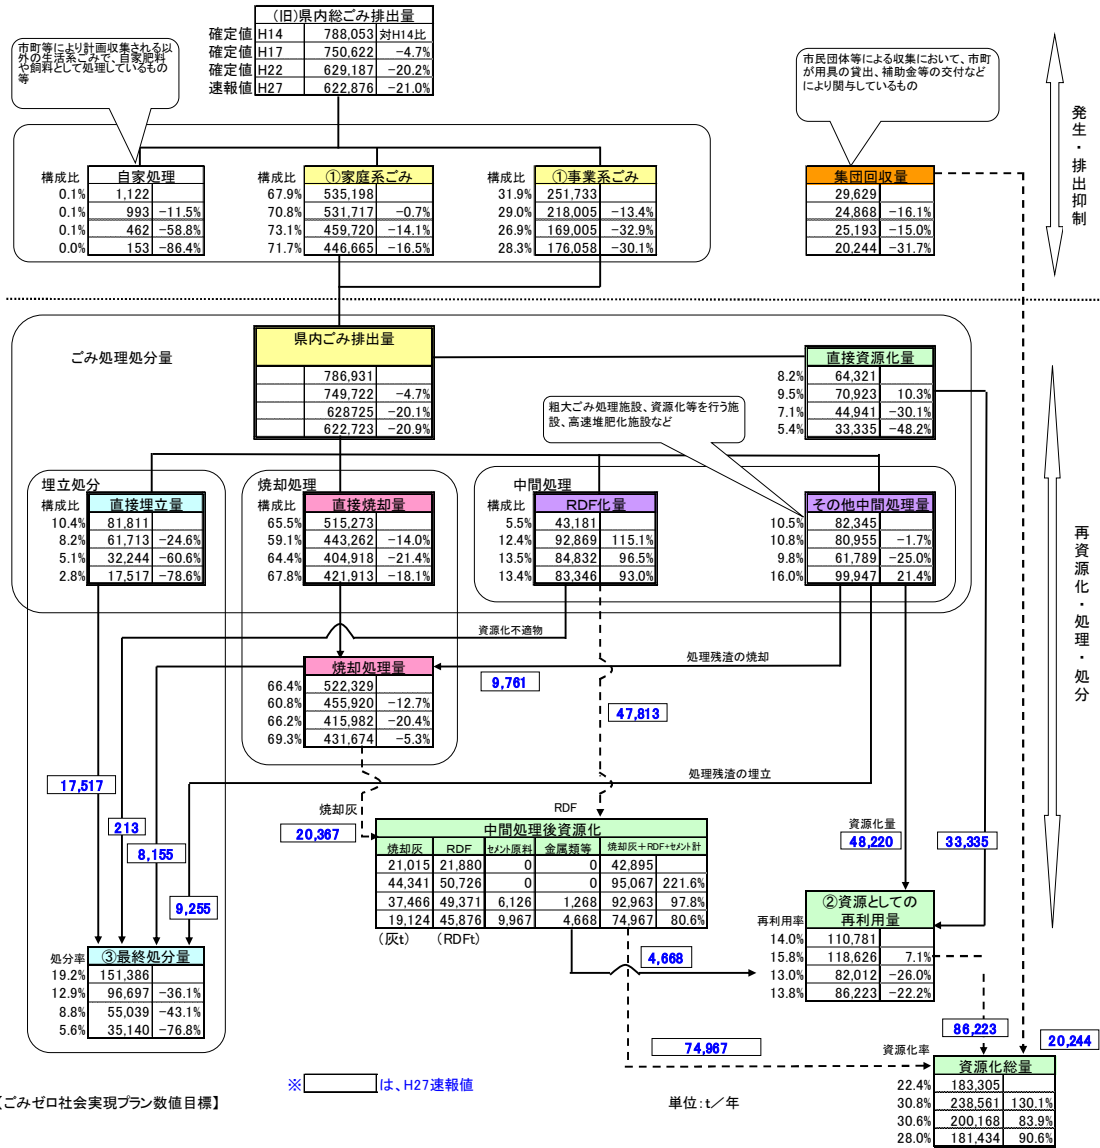 (旧)県内総ごみ排出量
確定値 H14 788,053 対H14比
確定値 H17 750,622 −4.7%
確定値 H22 629,187 −20.2%
速報値 H27 622,876 −21.0%
市町等により計画収集される以
外の生活系ごみで、自家肥料
や飼料として処理しているもの
等
市民団体等による収集において、市町
が用具の貸出、補助金等の交付など
により関与しているもの
発生・排出抑制
構成比 自家処理
0.1% 1,122
0.1% 993 −11.5%
0.1% 462 −58.8%
0.0% 153 −86.4%
構成比 ①家庭系ごみ
67.9% 535,198
70.8% 531,717 −0.7%
73.1% 459,720 −14.1%
71.7% 446,665 −16.5%
構成比 ①事業系ごみ
31.9% 251,733
29.0% 218,005 −13.4%
26.9% 169,005 −32.9%
28.3% 176,058 −30.1%
集団回収量
29,629
24,868 −16.1%
25,193 −15.0%
20,244 −31.7%
ごみ処理処分量
県内ごみ排出量
786,931
749,722 −4.7%
628725 −20.1%
622,723 −20.9%
直接資源化量
8.2% 64,321
9.5% 70,923 10.3%
7.1% 44,941 −30.1%
5.4% 33,335 −48.2%
粗大ごみ処理施設、資源化等を行う施
設、高速堆肥化施設など
再資源化・処理・処分
埋立処分
構成比 直接埋立量
10.4% 81,811
8.2% 61,713 −24.6%
5.1% 32,244 −60.6%
2.8% 17,517 −78.6%
焼却処理
構成比 直接焼却量
65.5% 515,273
59.1% 443,262 −14.0%
64.4% 404,918 −21.4%
67.8% 421,913 −18.1%
中間処理
構成比 RDF化量
5.5% 43,181
12.4% 92,869 115.1%
13.5% 84,832 96.5%
13.4% 83,346 93.0%
その他中間処理量
10.5% 82,345
10.8% 80,955 −1.7%
9.8% 61,789 −25.0%
16.0% 99,947 21.4%
資源化不適物
処理残渣の焼却
焼却処理量
66.4% 522,329
60.8% 455,920 −12.7%
66.2% 415,982 −20.4%
69.3% 431,674 −5.3%
9,761
47,813
処理残渣の埋立
17,517
213
8,155
9,255
焼却灰
20,367
RDF
資源化量
48,220
33,335
中間処理後資源化
焼却灰 RDF ｾﾒﾝﾄ原料 金属類等 焼却灰＋RDF+ｾﾒﾝﾄ計
21,015 21,880 0 0 42,895
44,341 50,726 0 0 95,067 221.6%
37,466 49,371 6,126 1,268 92,963 97.8%
19,124 45,876 9,967 4,668 74,967 80.6%
(灰t) (RDFt)
4,668
②資源としての
再利用率 再利用量
14.0% 110,781
15.8% 118,626 7.1%
13.0% 82,012 −26.0%
13.8% 86,223 −22.2%
処分率 ③最終処分量
19.2% 151,386
12.9% 96,697 −36.1%
8.8% 55,039 −43.1%
5.6% 35,140 −76.8%
86,223
20,244
74,967
資源化率 資源化総量
22.4% 183,305
30.8% 238,561 130.1%
30.6% 200,168 83.9%
28.0% 181,434 90.6%
※ は、H27速報値
単位:t／年
【ごみゼロ社会実現プラン数値目標】